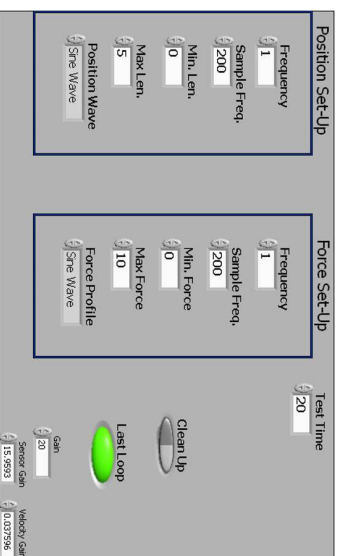 Position Set-Up
Frequency
1
Sample Freq.
200
Min. Len.
0
Max Len.
5
Position Wave
Sine Wave
Force Set-Up
Frequency
1
Sample Freq.
200
Min. Force
0
Max Force
10
Force Profile
Sine Wave
Test Time
20
Clean Up
Last Loop
Gain
20
Sensor Gain
15.9593
Velocity Gain
0.037596